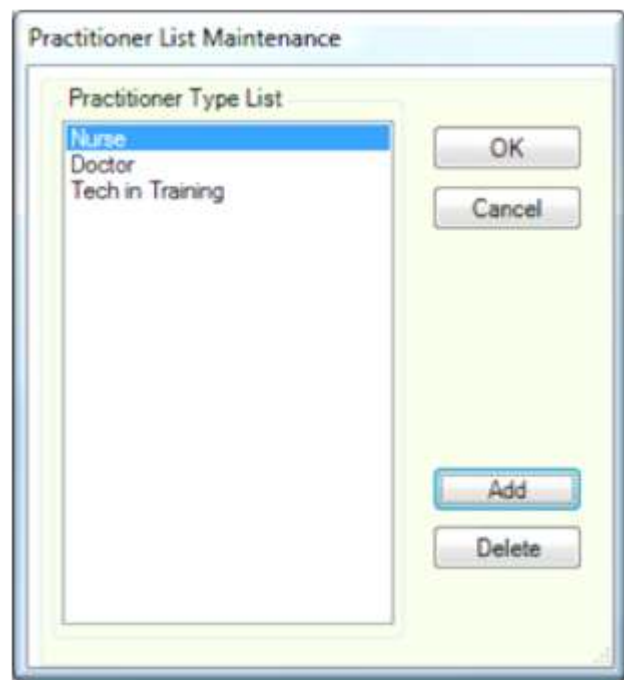 Practitioner List Maintenance
Practitioner Type List
Nurse
Doctor
Tech in Training
OK
Cancel
Add
Delete